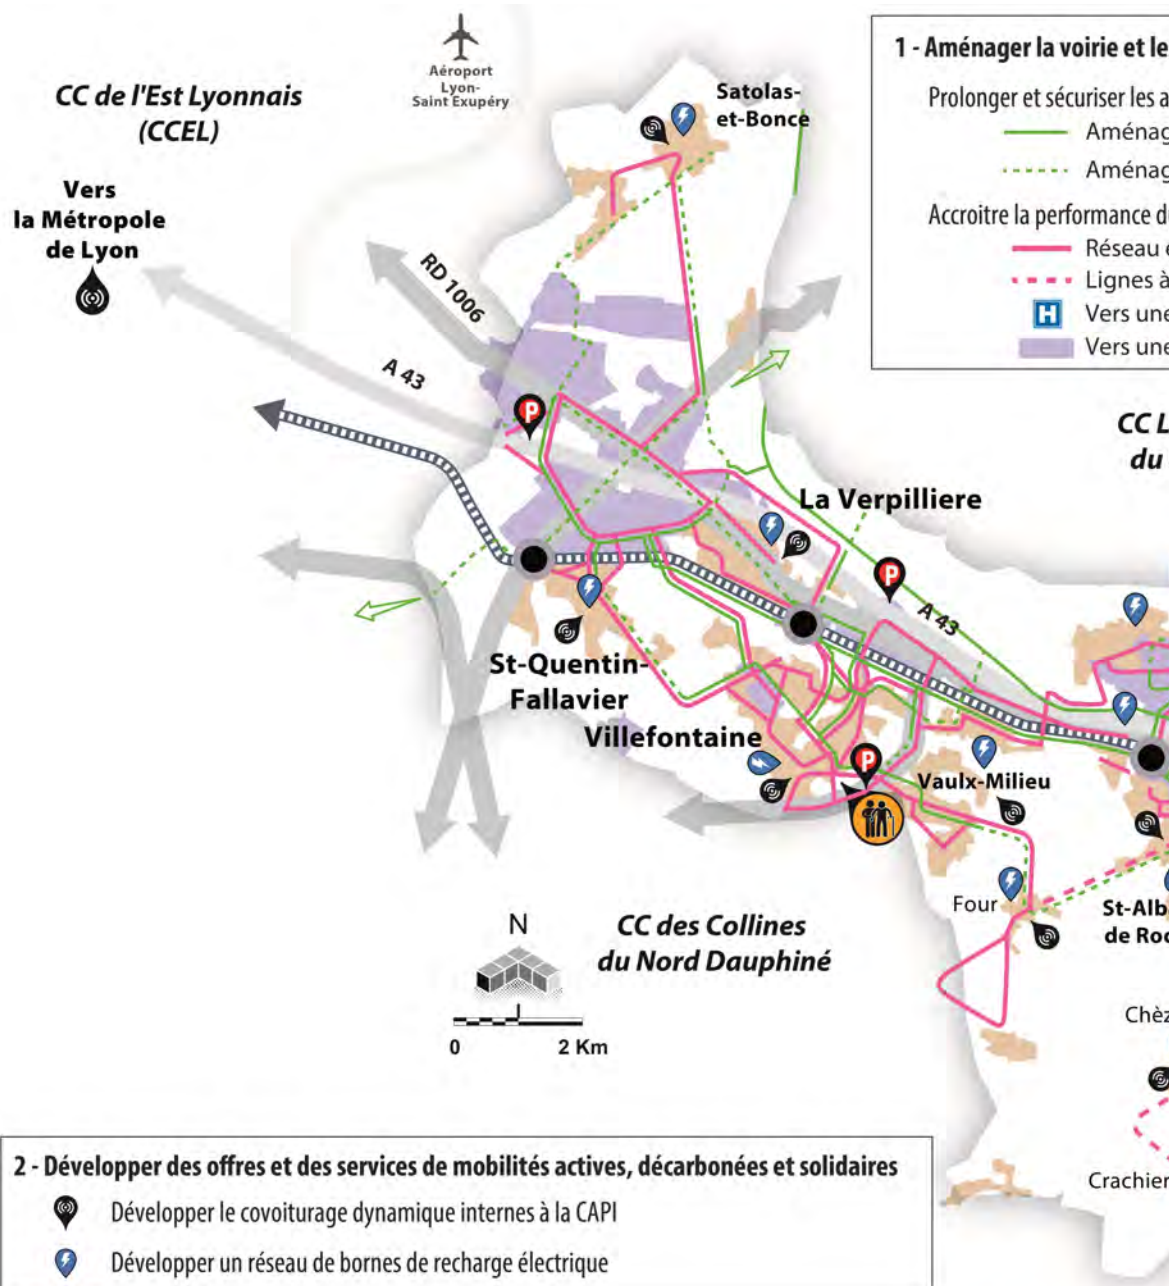 Aéroport
Lyon-
Saint Exupéry
CC de l'Est Lyonnais
(CCEL)
Vers
la Métropole
de Lyon
Satolas-
et-Bonce
1 - Aménager la voirie et le
Prolonger et sécuriser les a
Aménag
Aménag
Accroitre la performance d
Réseau e
Lignes à
H
Vers une
Vers une
RD 1006
A 43
P
CC L
du
La Verpilliere
P
A 43
St-Quentin-
Fallavier
Villefontaine
P
Vaulx-Milieu
Four
St-Alb
de Roc
N
CC des Collines
du Nord Dauphiné
0 2 Km
Chèz
Crachier
2 - Développer des offres et des services de mobilités actives, décarbonées et solidaires
Développer le covoiturage dynamique internes à la CAPI
Développer un réseau de bornes de recharge électrique